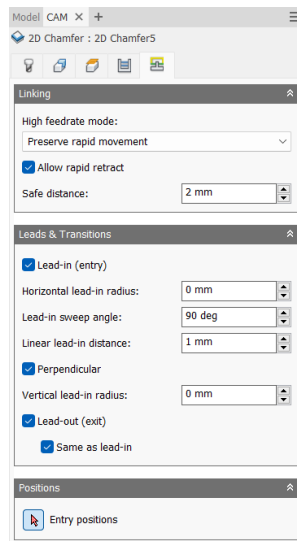 Model CAM × +
2D Chamfer : 2D Chamfer5
Linking
High feedrate mode:
Preserve rapid movement
Allow rapid retract
Safe distance: 2 mm
Leads & Transitions
Lead-in (entry)
Horizontal lead-in radius: 0 mm
Lead-in sweep angle: 90 deg
Linear lead-in distance: 1 mm
Perpendicular
Vertical lead-in radius: 0 mm
Lead-out (exit)
Same as lead-in
Positions
Entry positions